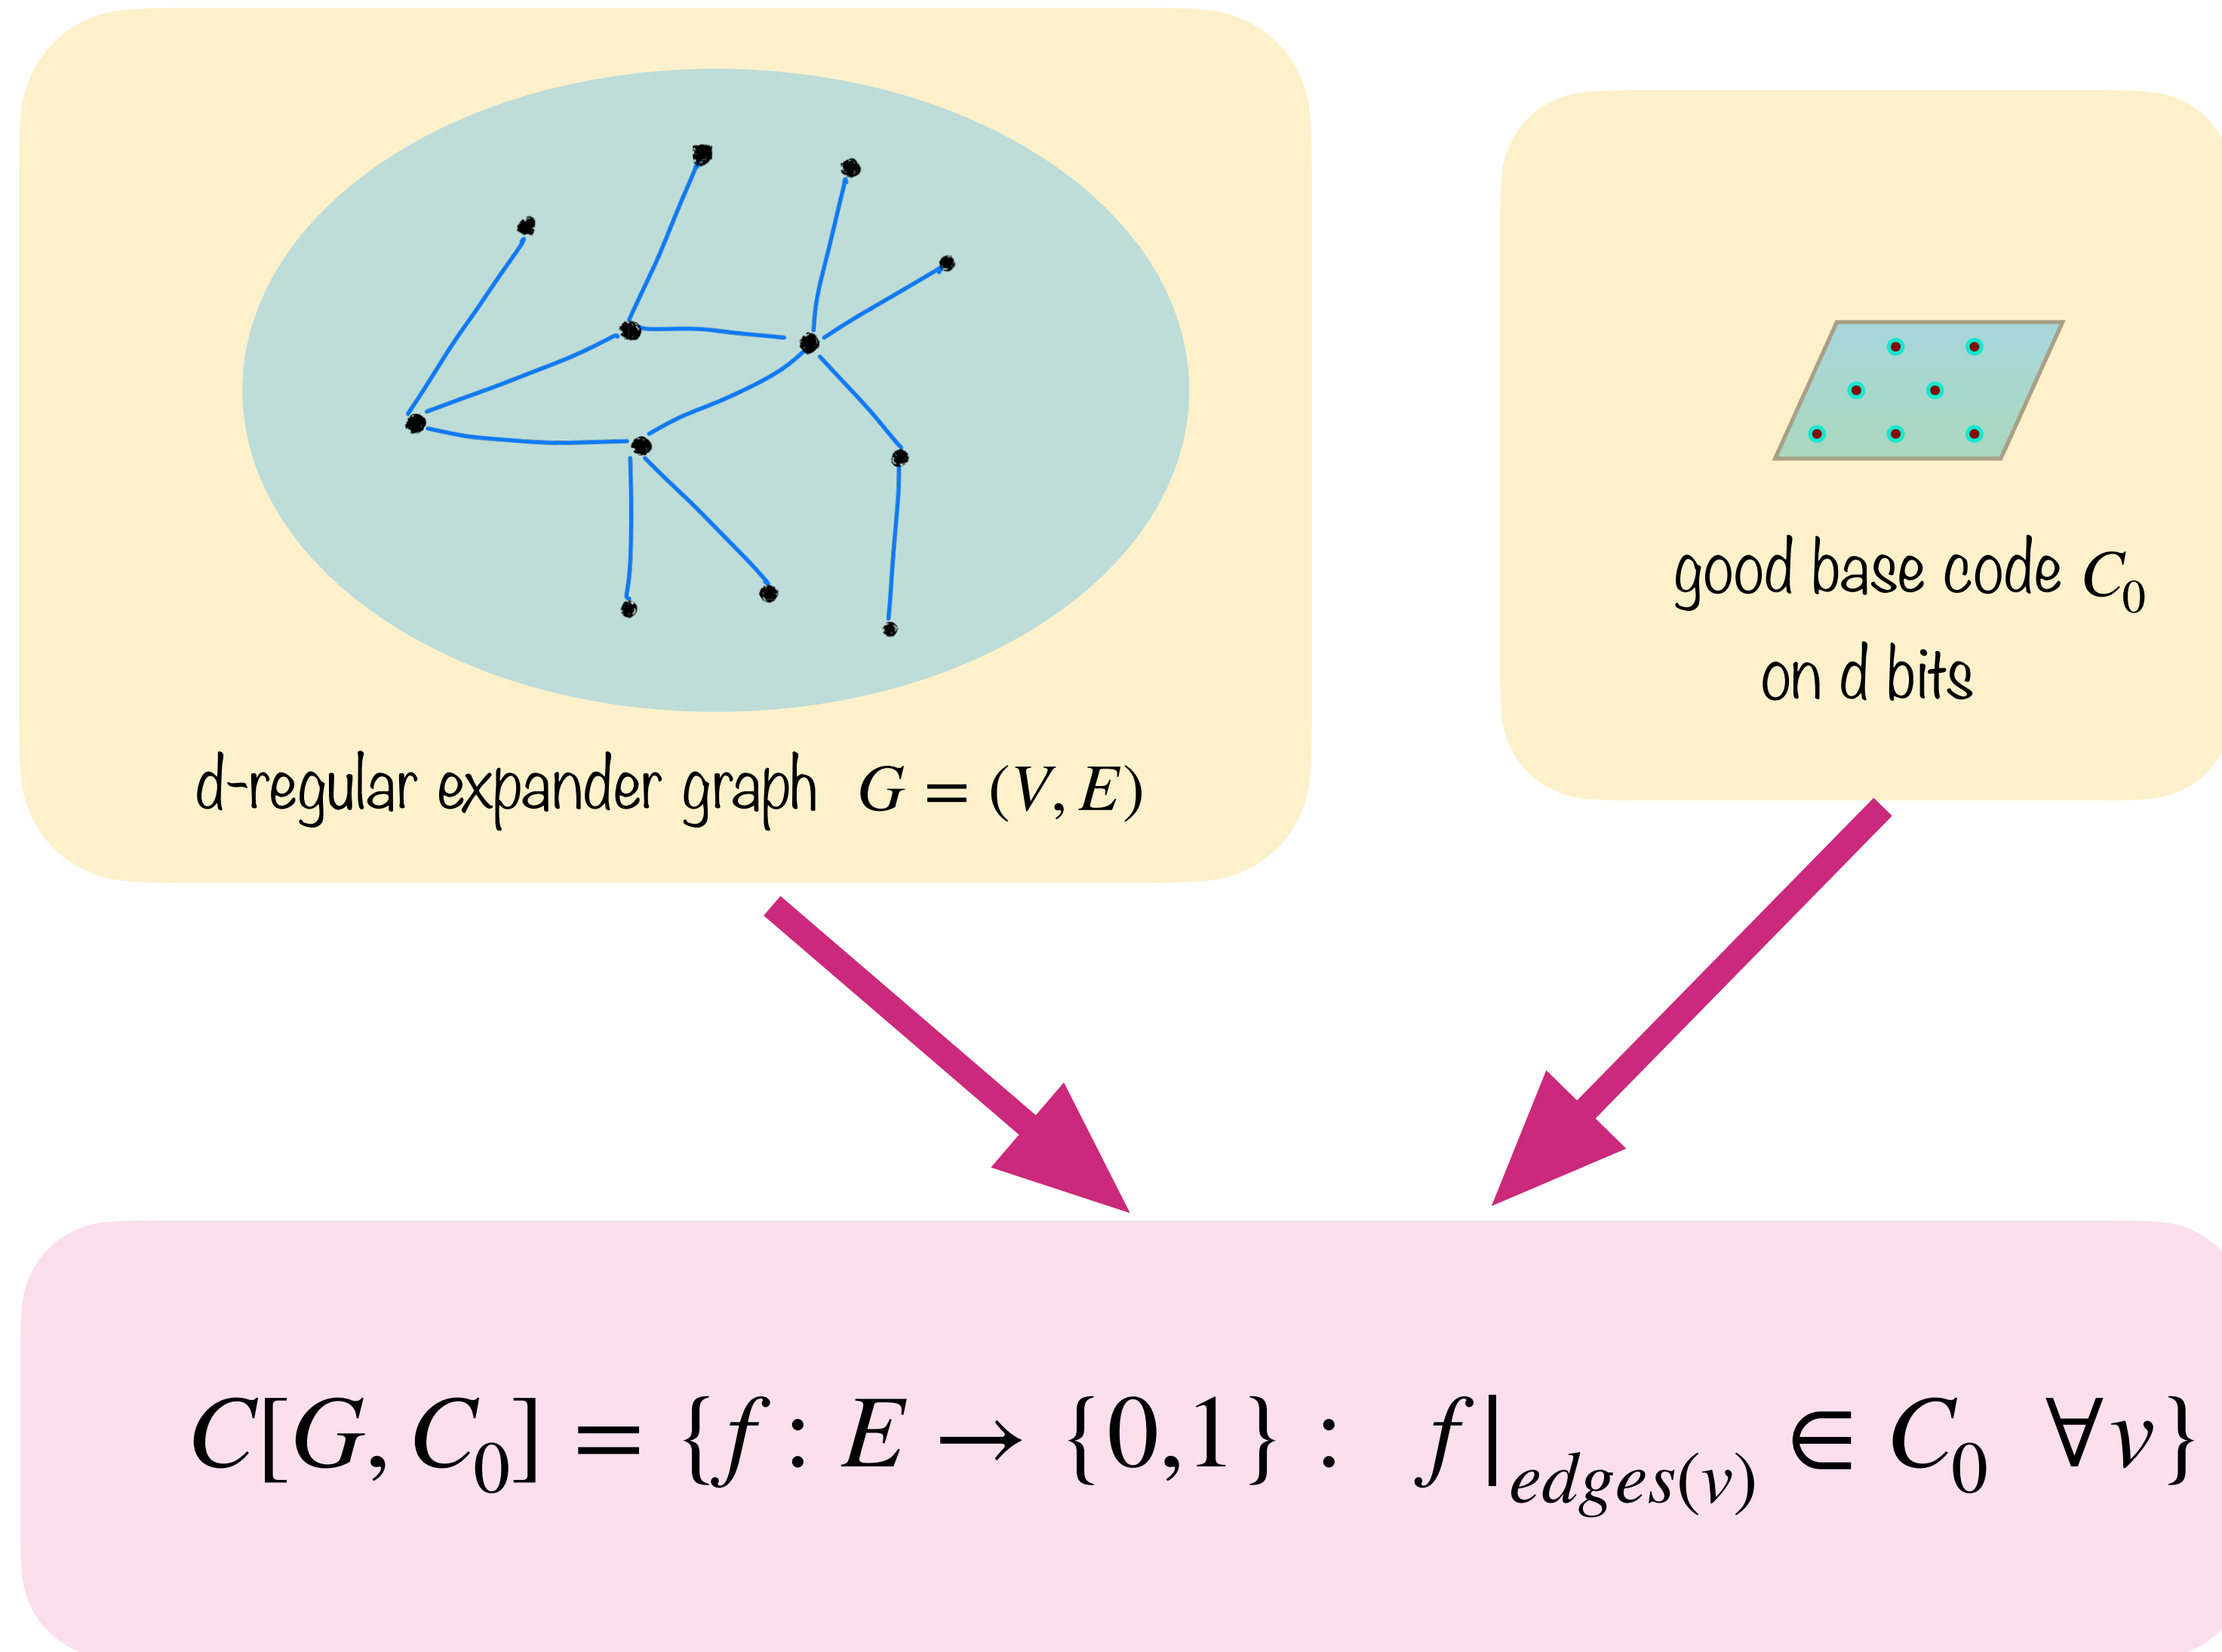 d-regular expander graph G = (V, E)
good base code C₀
on d bits
C[G, C₀] = {f : E → {0,1} : f|edges(v) ∈ C₀ ∀v}